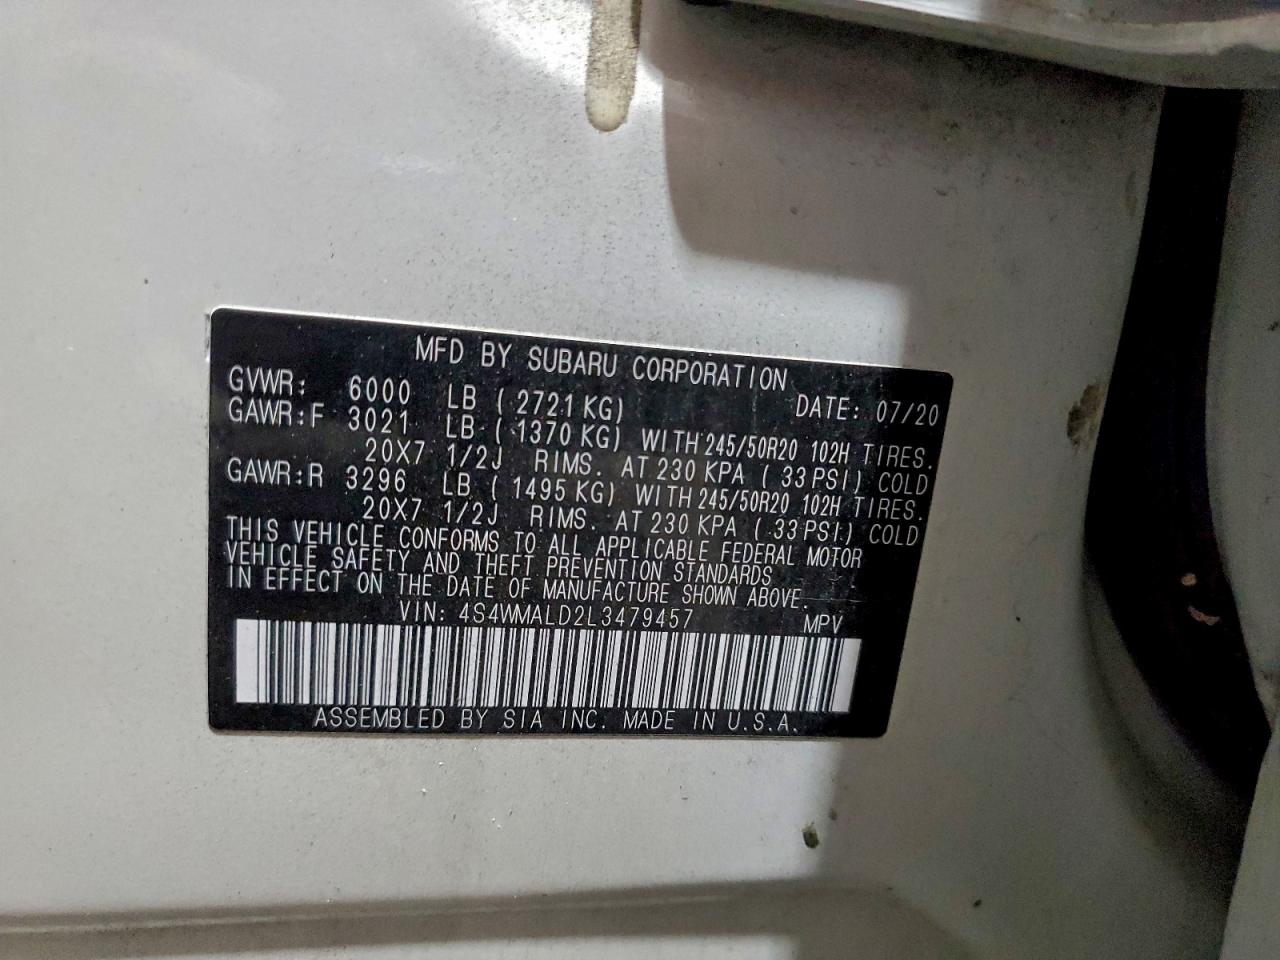 MFD BY SUBARU CORPORATION
GVWR: 6000 LB ( 2721 KG) DATE: 07/20
GAWR:F 3021 LB ( 1370 KG) WITH 245/50R20 102H TIRES.
20X7 1/2J RIMS. AT 230 KPA ( 33 PSI) COLD
GAWR:R 3296 LB ( 1495 KG) WITH 245/50R20 102H TIRES.
20X7 1/2J RIMS. AT 230 KPA ( 33 PSI) COLD
THIS VEHICLE CONFORMS TO ALL APPLICABLE FEDERAL MOTOR
VEHICLE SAFETY AND THEFT PREVENTION STANDARDS
IN EFFECT ON THE DATE OF MANUFACTURE SHOWN ABOVE.
VIN: 4S4WMALD2L3479457 MPV
ASSEMBLED BY SIA INC. MADE IN U.S.A.